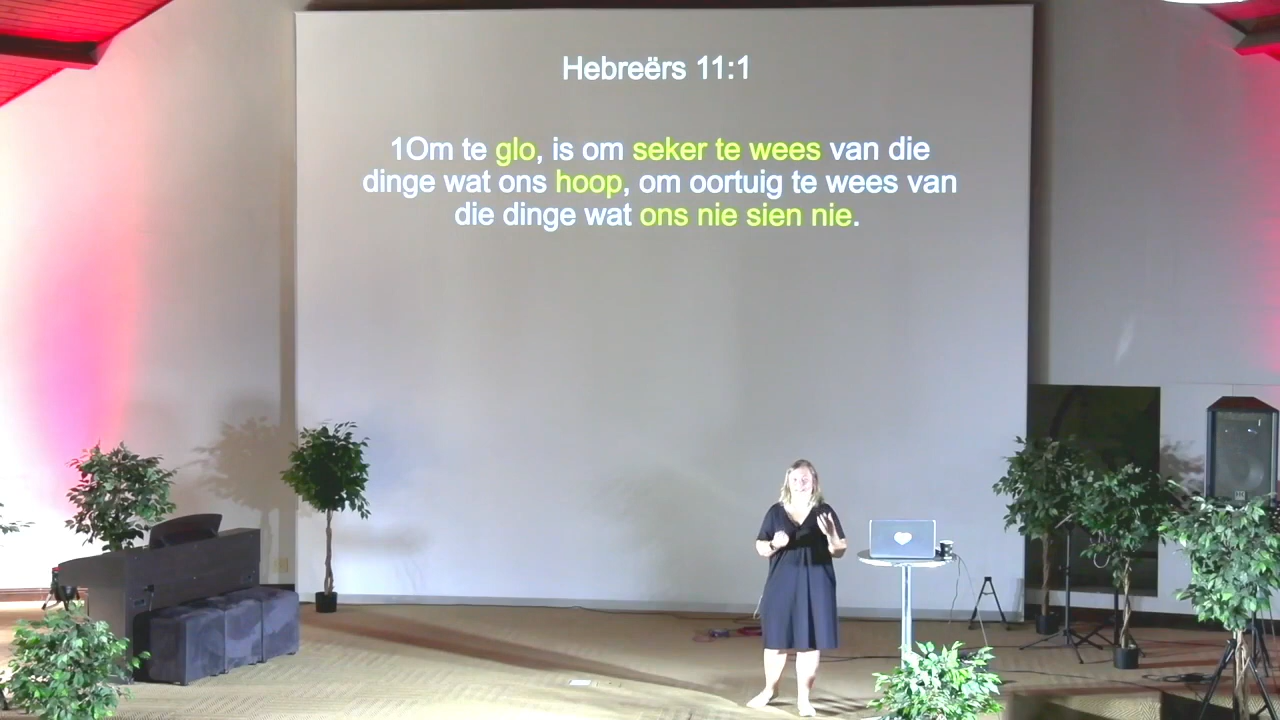 Hebreërs 11:1
1Om te glo, is om seker te wees van die
dinge wat ons hoop, om oortuig te wees van
die dinge wat ons nie sien nie.